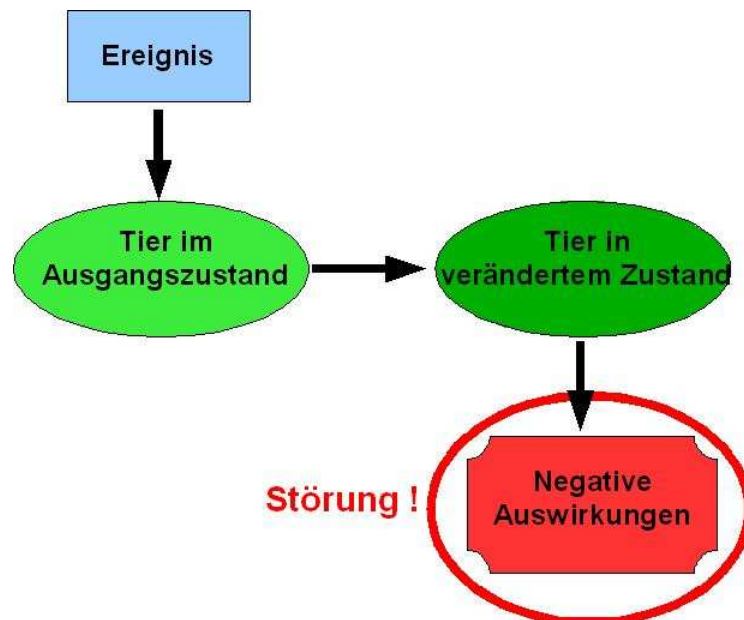 Ereignis
Tier im
Ausgangszustand
Tier in
verändertem Zustand
Negative
Auswirkungen
Störung !